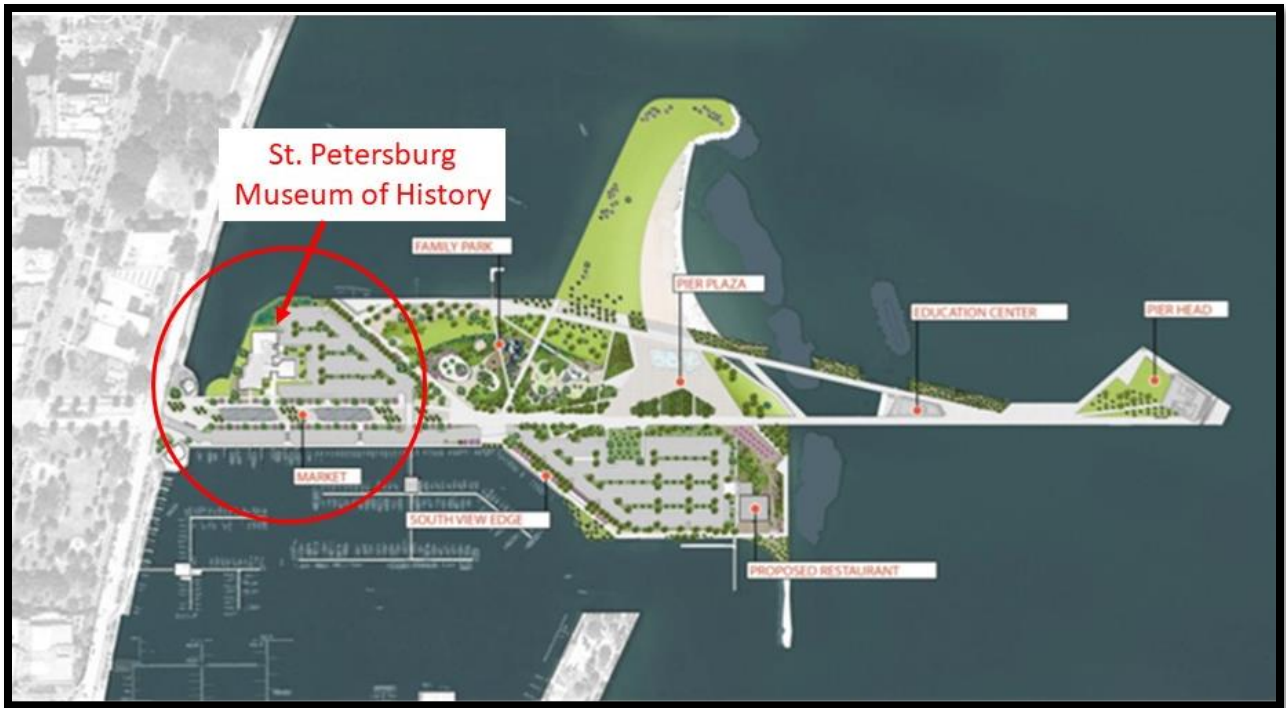 St. Petersburg
Museum of History
FAMILY PARK
PIER PLAZA
EDUCATION CENTER
PIER HEAD
MARKET
SOUTH VIEW EDGE
PROPOSED RESTAURANT